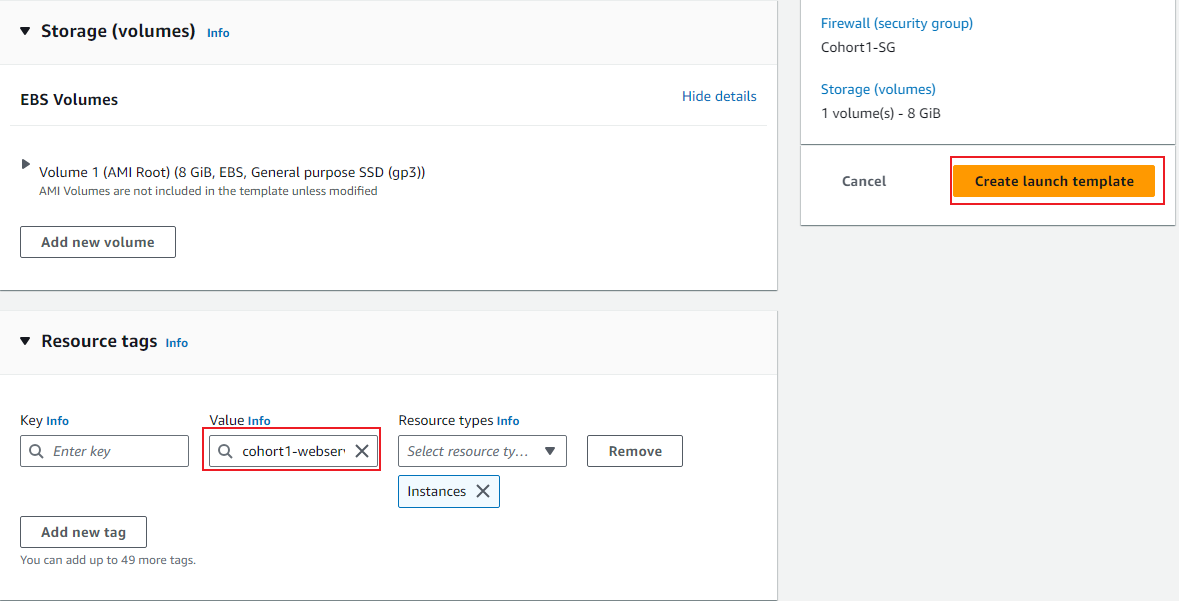 Storage (volumes) Info
EBS Volumes
Hide details
Volume 1 (AMI Root) (8 GiB, EBS, General purpose SSD (gp3))
AMI Volumes are not included in the template unless modified
Add new volume
Resource tags Info
Key Info
Value Info
Resource types Info
Enter key
cohort1-webserv
Select resource ty...
Remove
Instances
Add new tag
You can add up to 49 more tags.
Firewall (security group)
Cohort1-SG
Storage (volumes)
1 volume(s) - 8 GiB
Cancel
Create launch template